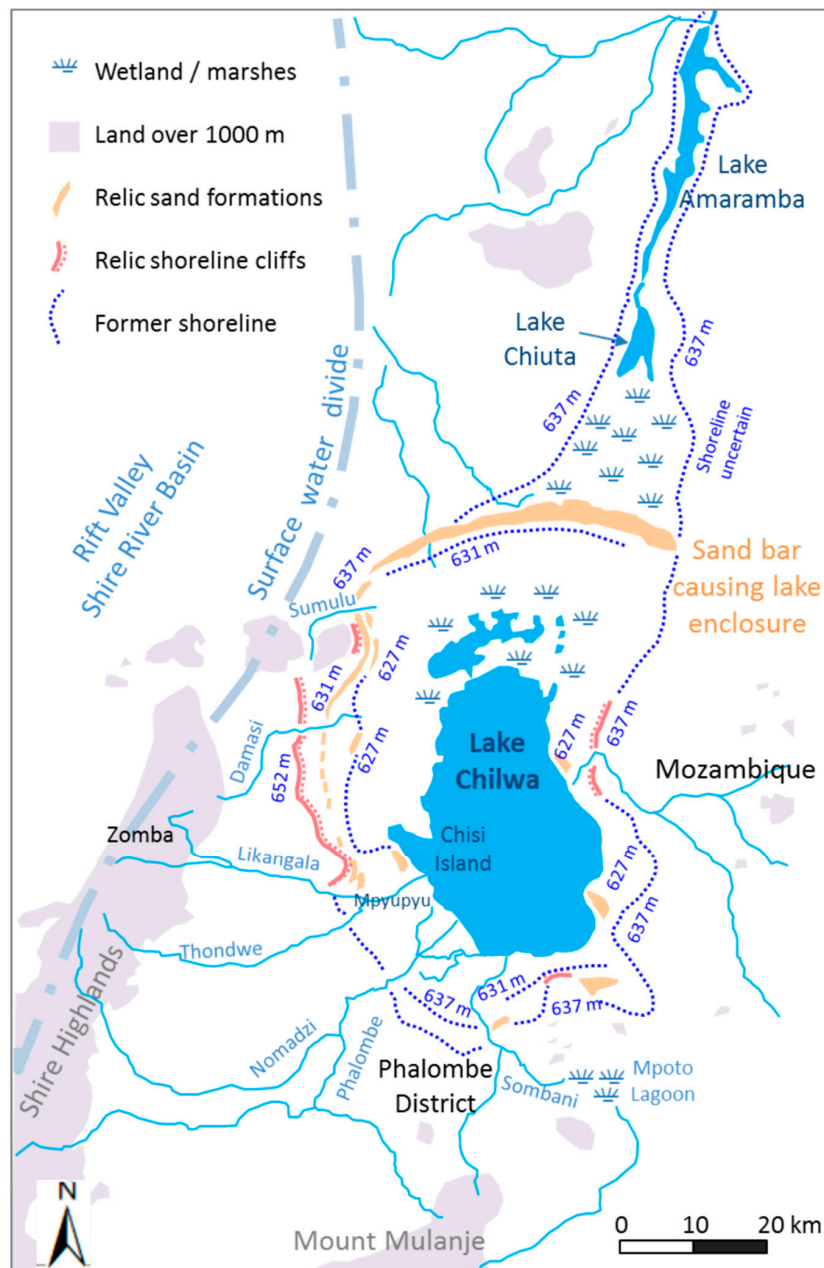 Wetland / marshes
Land over 1000 m
Relic sand formations
Relic shoreline cliffs
Former shoreline
Lake
Amaramba
Lake
Chiuta
637 m
637 m
Shoreline
uncertain
Rift Valley
Shire River Basin
Surface water divide
637 m
631 m
Sand bar
causing lake
enclosure
Sumulu
631 m
627 m
627 m
652 m
Damasi
Lake
Chilwa
627 m
637 m
Mozambique
Zomba
Likangala
Chisi
Island
Mpyupyu
627 m
637 m
Thondwe
Shire Highlands
Nomadzi
Phalombe
637 m
631 m
637 m
Phalombe
District
Sombani
Mpoto
Lagoon
N
Mount Mulanje
0 10 20 km